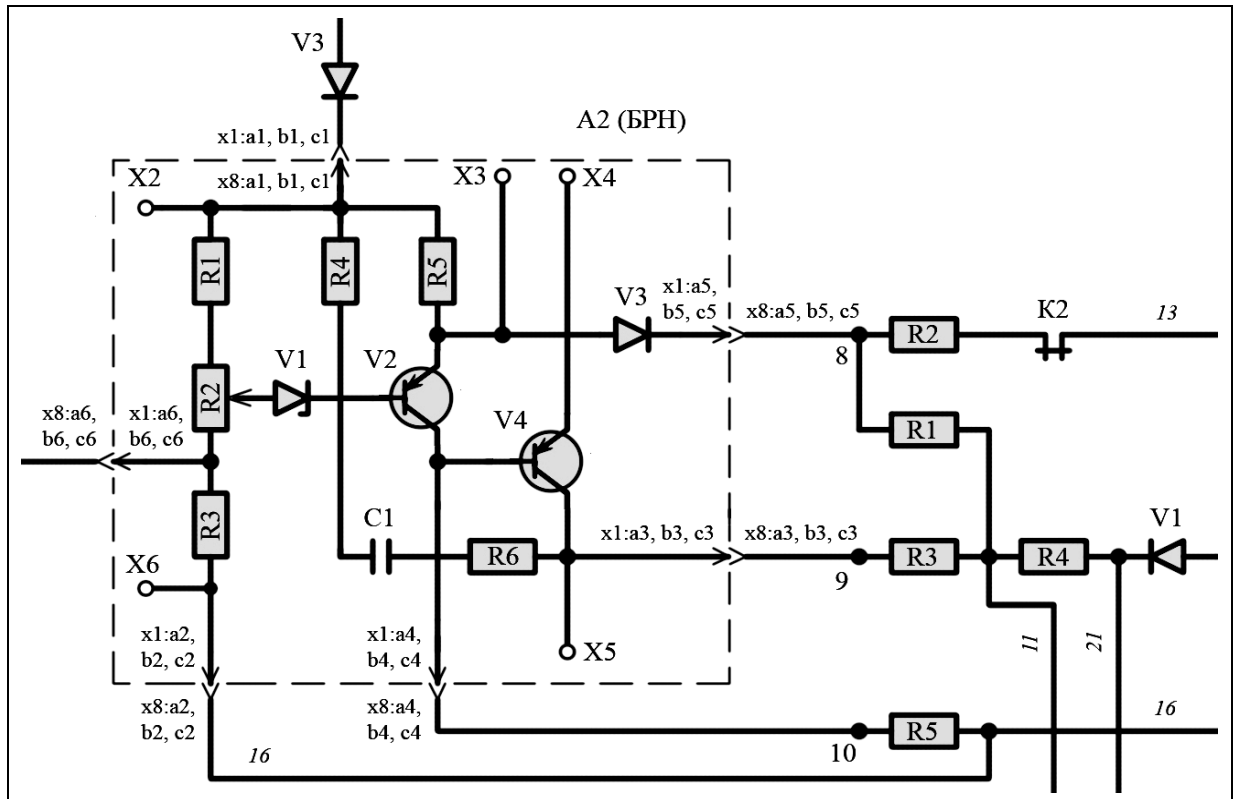 V3
A2 (БРН)
x1:a1, b1, c1
x8:a1, b1, c1
X2
X3
X4
R1
R4
R5
x1:a5,
b5, c5
x8:a5, b5, c5
V3
K2
13
8
R2
V1
V2
R2
R1
x8:a6,
b6, c6
x1:a6,
b6, c6
V4
R3
C1
R6
x1:a3, b3, c3
x8:a3, b3, c3
9
R3
R4
V1
X6
X5
11
21
x1:a2,
b2, c2
x1:a4,
b4, c4
x8:a2,
b2, c2
x8:a4,
b4, c4
16
10
R5
16